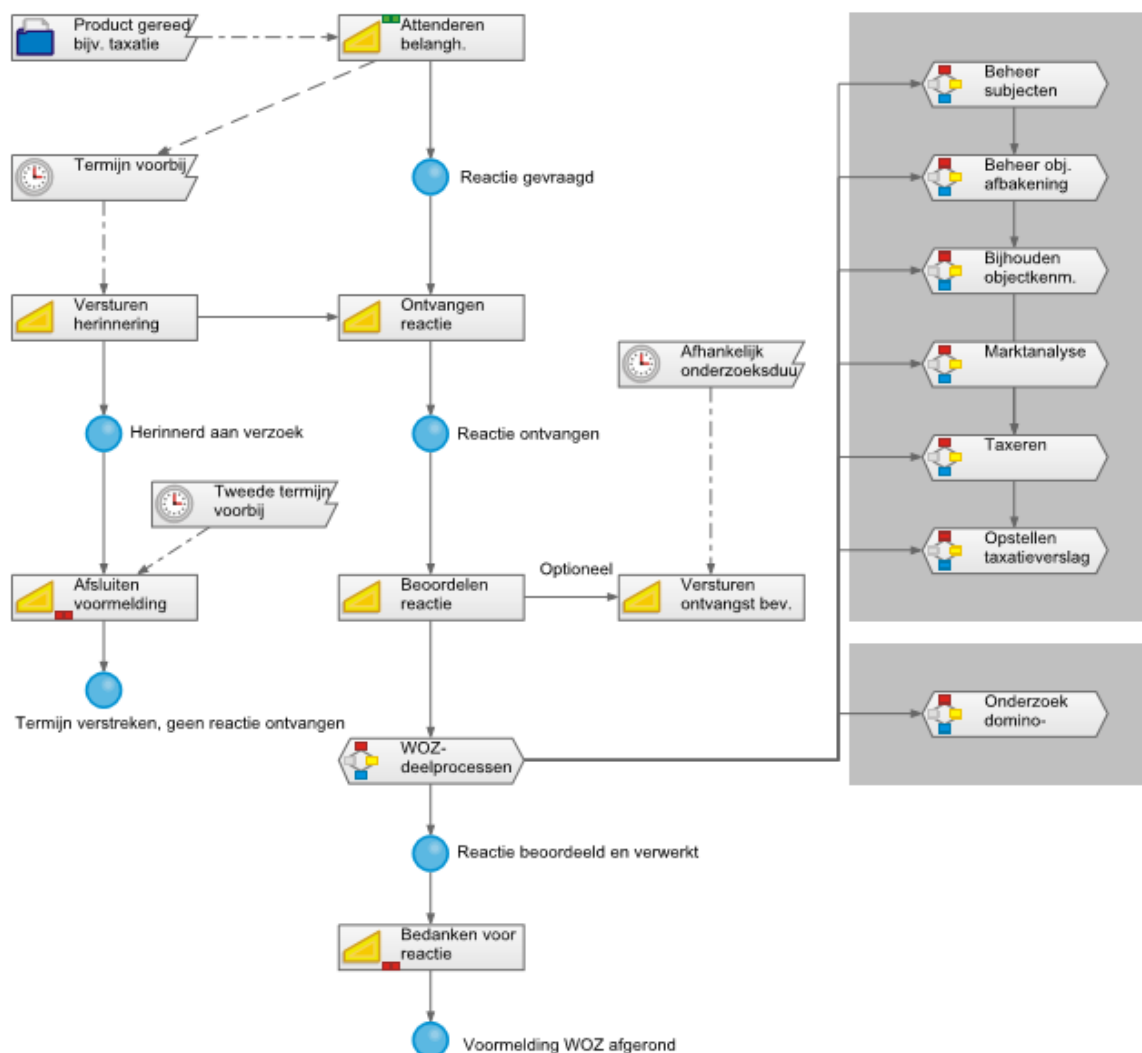 Product gereed
bijv. taxatie
Attenderen
belangh.
Beheer
subjecten
Termijn voorbij
Reactie gevraagd
Beheer obj.
afbakening
Versturen
herinnering
Ontvangen
reactie
Bijhouden
objectkenm.
Afhankelijk
onderzoeksduu
Marktanalyse
Herinnerd aan verzoek
Reactie ontvangen
Taxeren
Tweede termijn
voorbij
Opstellen
taxatieverslag
Afsluiten
voormelding
Beoordelen
reactie
Optioneel
Versturen
ontvangst bev.
Termijn verstreken, geen reactie ontvangen
Onderzoek
domino-
WOZ-
deelprocessen
Reactie beoordeeld en verwerkt
Bedanken voor
reactie
Voormelding WOZ afgerond